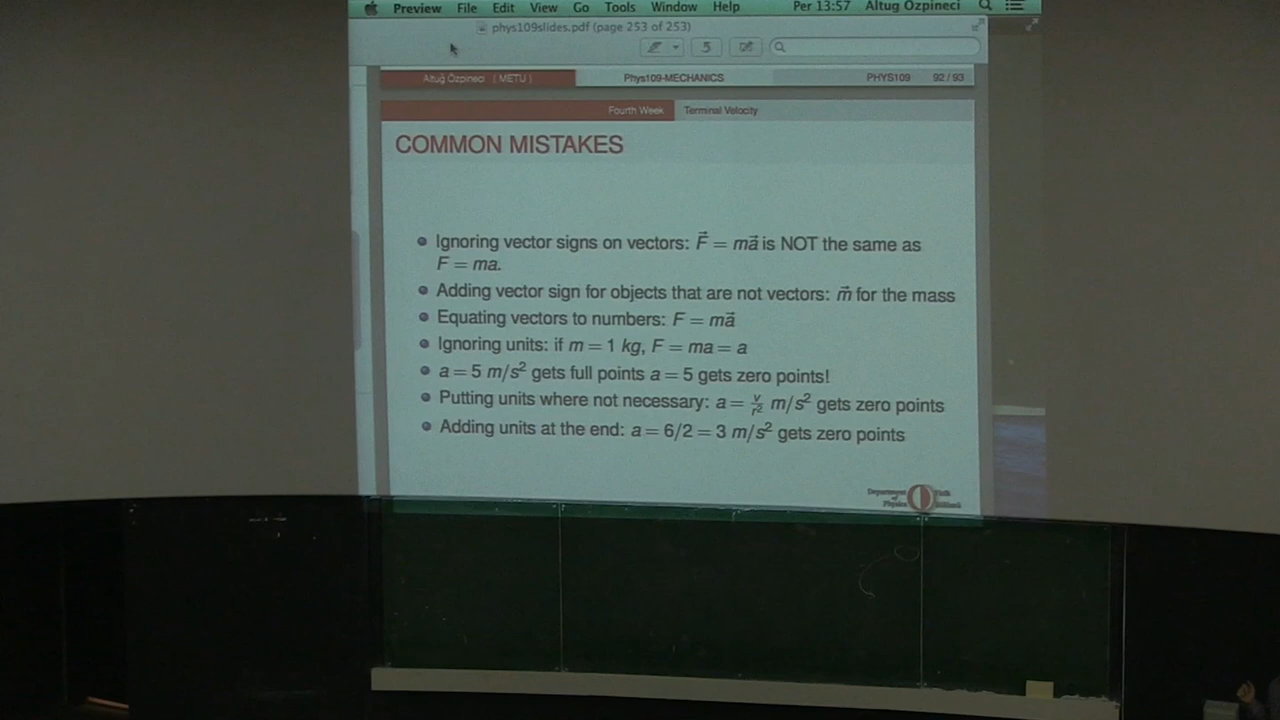 Preview File Edit View Go Tools Window Help Per 13:57 Altug Ozpineci
phys109slides.pdf (page 253 of 253)
Altuğ Özpineci ( METU ) Phys109-MECHANICS PHYS109 92 / 93
Fourth Week Terminal Velocity
COMMON MISTAKES
Ignoring vector signs on vectors: F⃗ = ma⃗ is NOT the same as
F = ma.
Adding vector sign for objects that are not vectors: m⃗ for the mass
Equating vectors to numbers: F = ma⃗
Ignoring units: if m = 1 kg, F = ma = a
a = 5 m/s² gets full points a = 5 gets zero points!
Putting units where not necessary: a = v/r² m/s² gets zero points
Adding units at the end: a = 6/2 = 3 m/s² gets zero points
Department
of
Physics